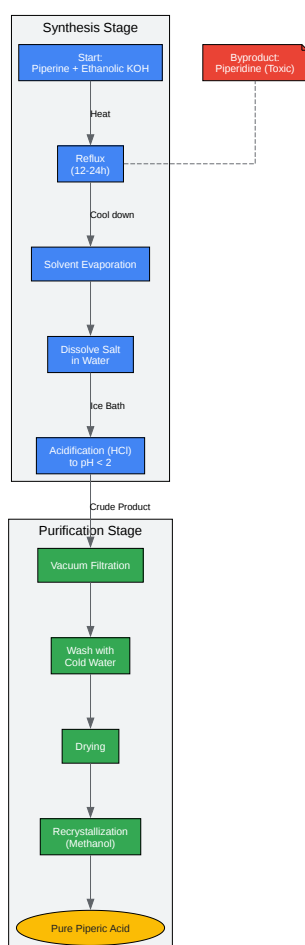 Synthesis Stage
Start:
Piperine + Ethanolic KOH
Byproduct:
Piperidine (Toxic)
Heat
Reflux
(12-24h)
Cool down
Solvent Evaporation
Dissolve Salt
in Water
Ice Bath
Acidification (HCl)
to pH < 2
Crude Product
Purification Stage
Vacuum Filtration
Wash with
Cold Water
Drying
Recrystallization
(Methanol)
Pure Piperic Acid